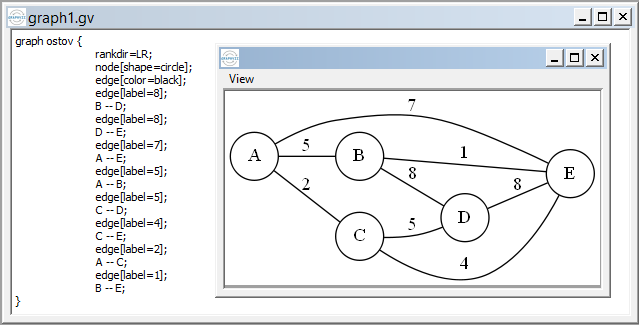 graph1.gv
graph ostov {
rankdir=LR;
node[shape=circle];
edge[color=black];
edge[label=8];
B -- D;
edge[label=8];
D -- E;
edge[label=7];
A -- E;
edge[label=5];
A -- B;
edge[label=5];
C -- D;
edge[label=4];
C -- E;
edge[label=2];
A -- C;
edge[label=1];
B -- E;
}
View
7
5
1
A
B
8
E
2
8
D
5
C
4